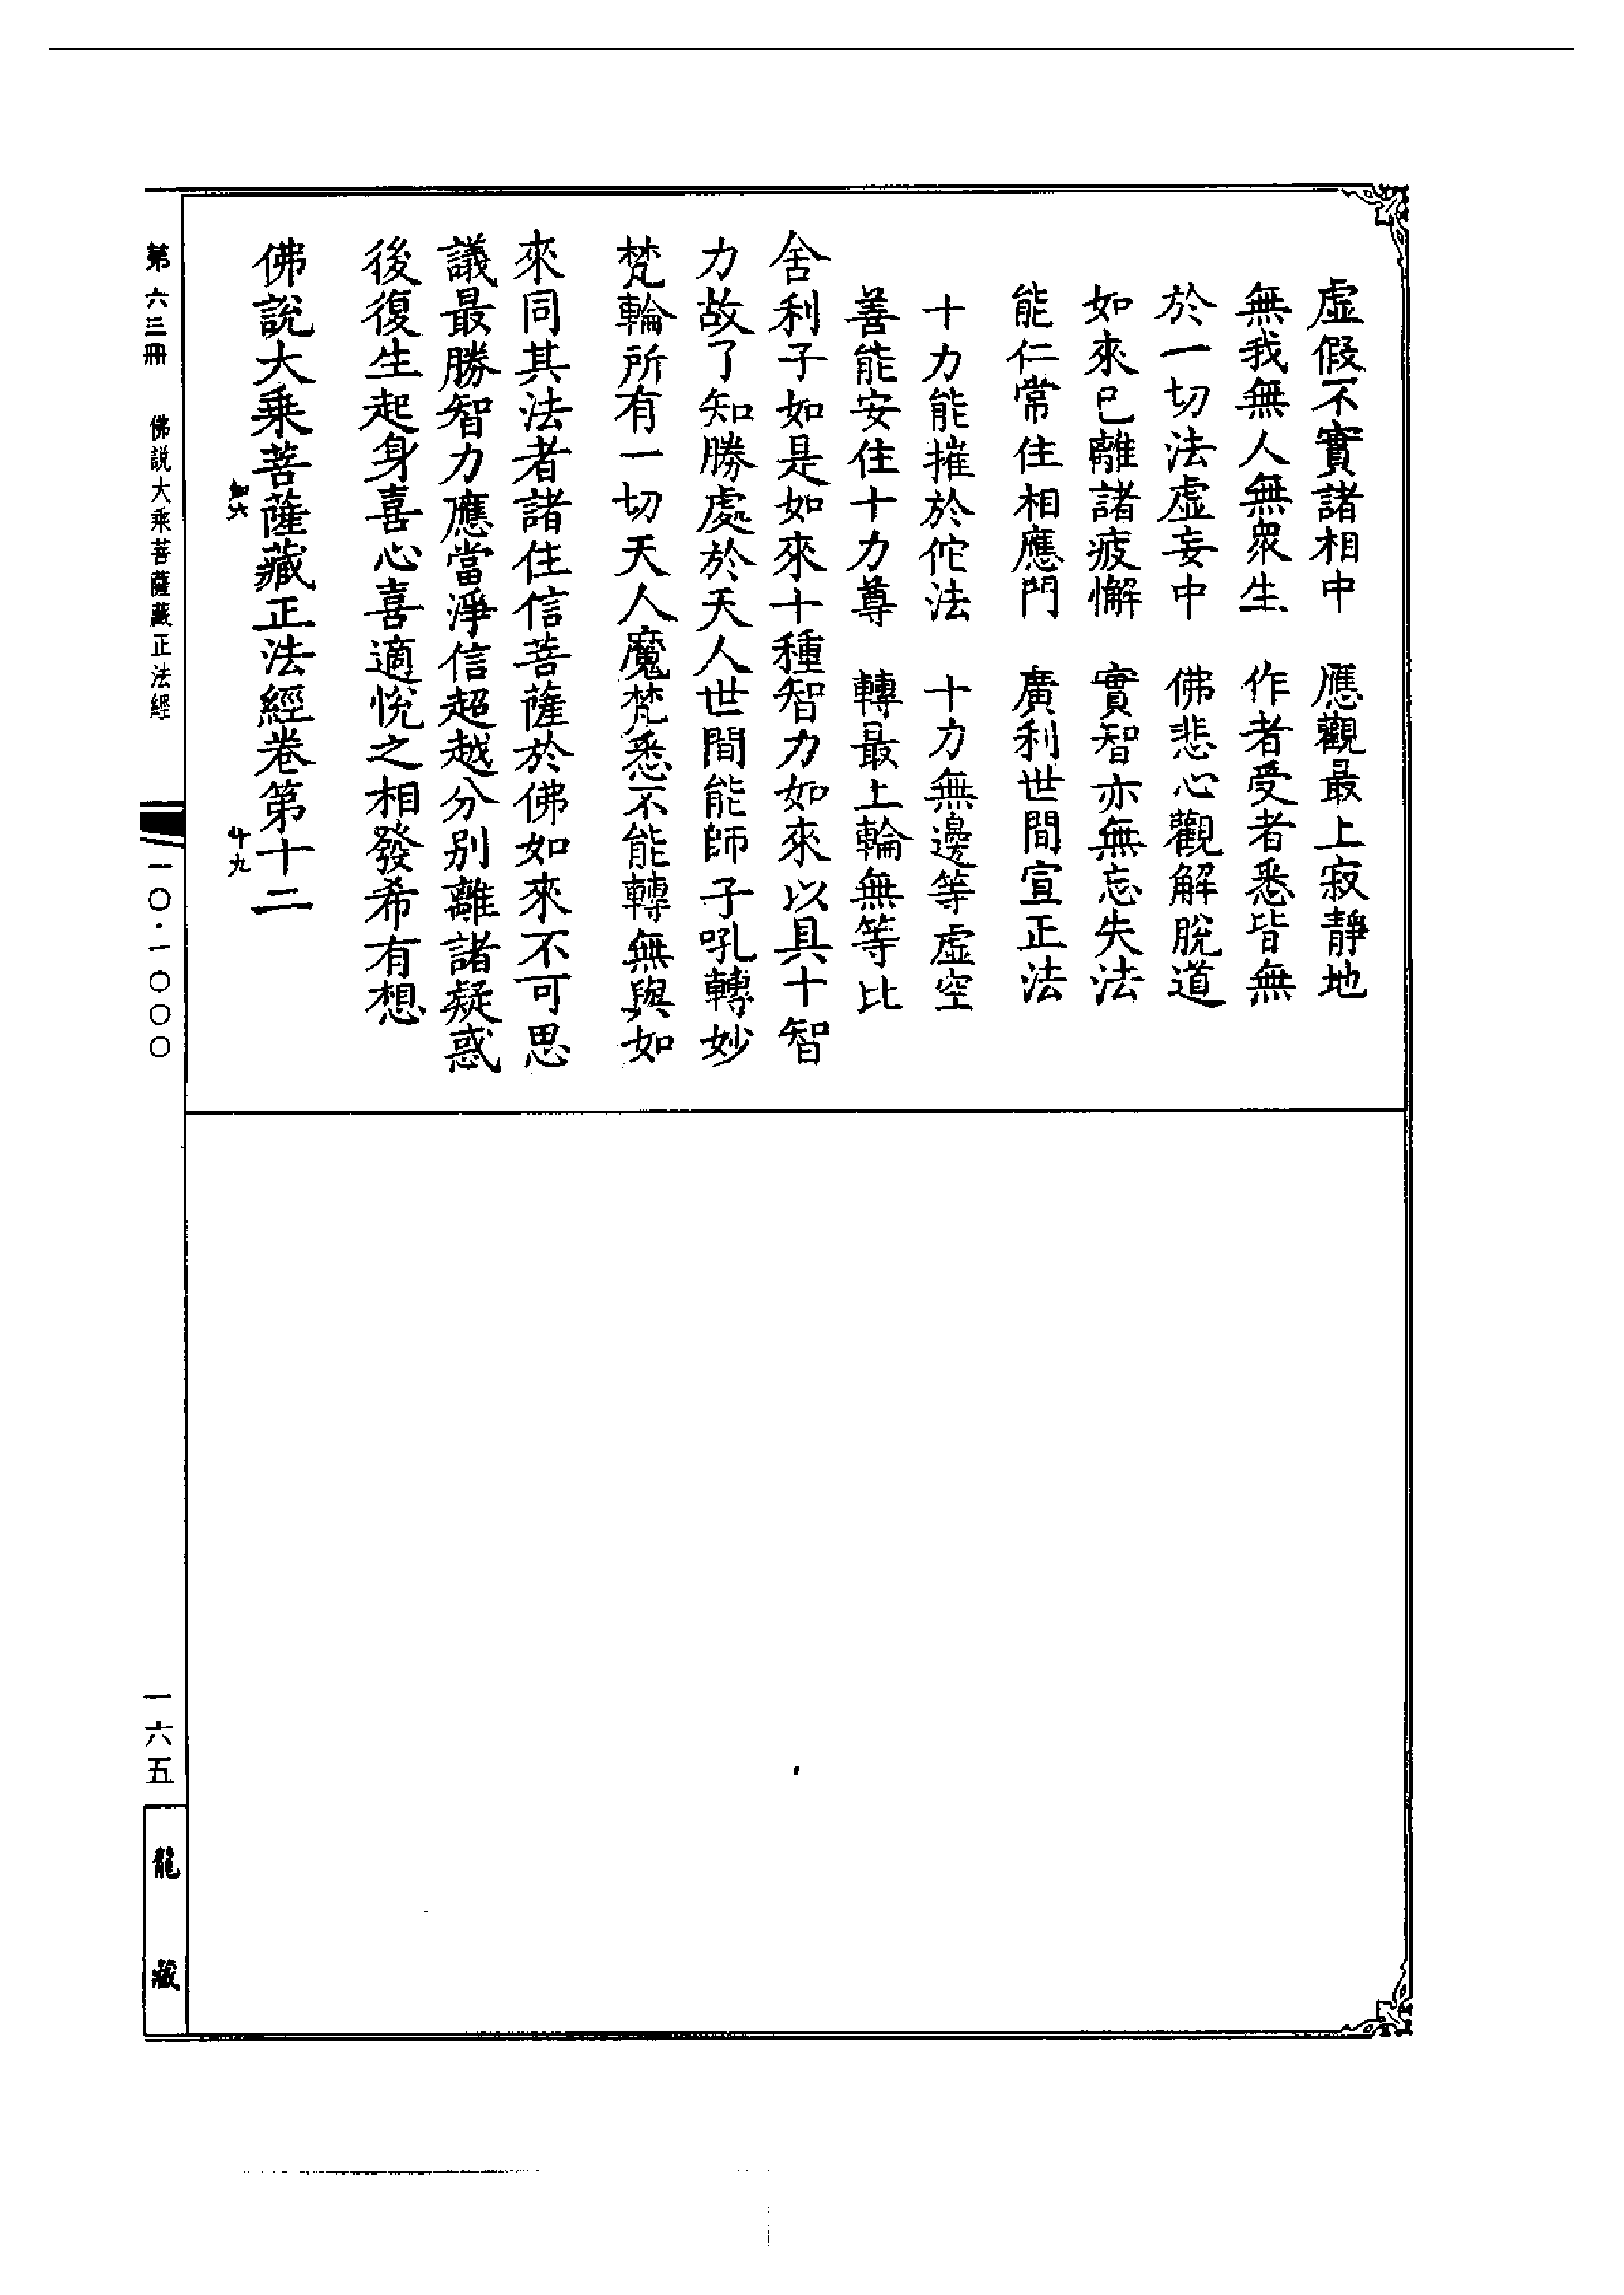 虛假不實諸相中　應觀最上寂靜地
無我無人無眾生　作者受者悉皆無
於一切法虛妄中　佛悲心觀解脫道
如來已離諸疲懈　實智亦無忘失法
能仁常住相應門　廣利世間宣正法
十力能摧於佗法　十力無邊等虛空
善能安住十力尊　轉最上輪無等比
舍利子如是如來十種智力如來以具十智
力故了知勝處於天人世間能師子吼轉妙
梵輪所有一切天人魔梵悉不能轉無與如
來同其法者諸住信菩薩於佛如來不可思
議最勝智力應當淨信超越分別離諸疑惑
後復生起身喜心喜適悅之相發希有想
佛說大乘菩薩藏正法經卷第十二
第六三冊　佛説大乘菩薩藏正法經　一〇·一〇〇〇
一六五
龍藏